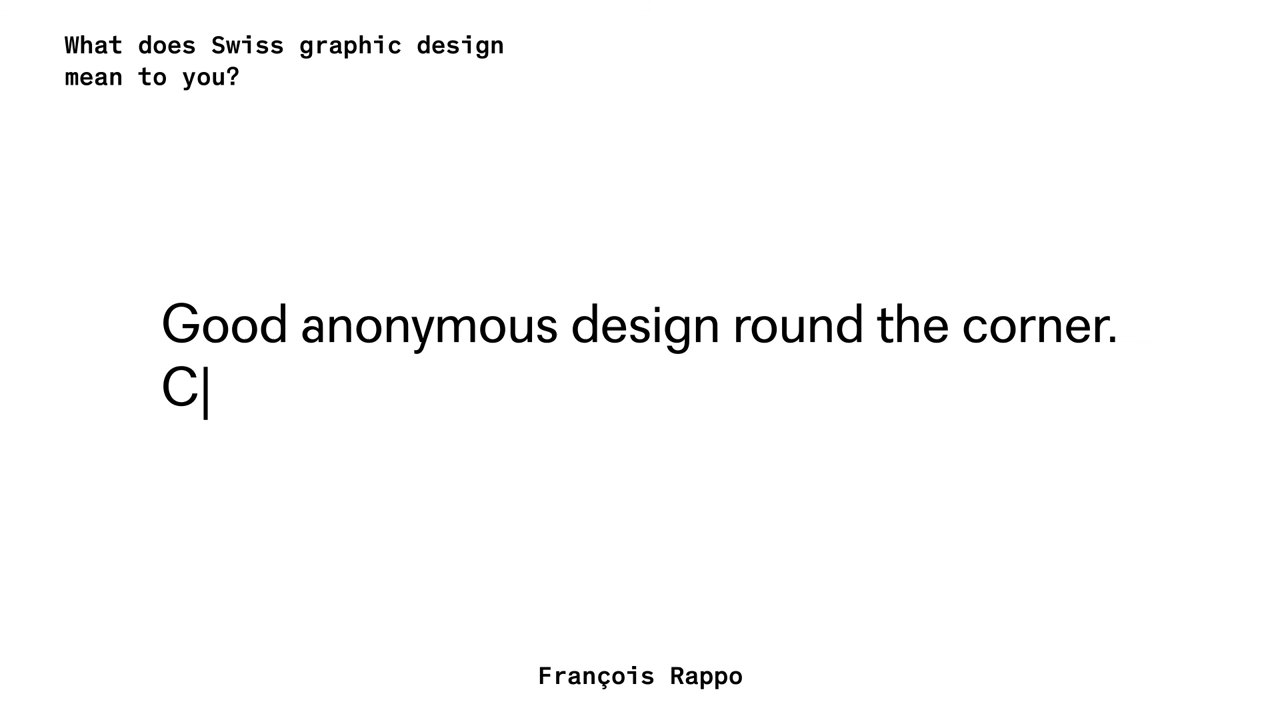 What does Swiss graphic design
mean to you?
Good anonymous design round the corner.
C|
François Rappo